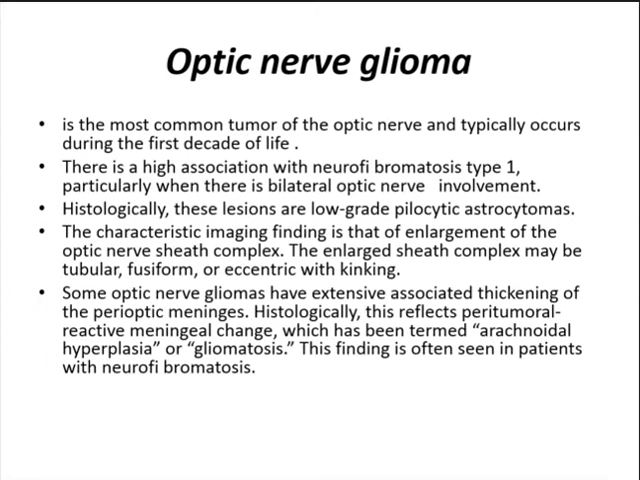 Optic nerve glioma
• is the most common tumor of the optic nerve and typically occurs
during the first decade of life .
• There is a high association with neurofi bromatosis type 1,
particularly when there is bilateral optic nerve   involvement.
• Histologically, these lesions are low-grade pilocytic astrocytomas.
• The characteristic imaging finding is that of enlargement of the
optic nerve sheath complex. The enlarged sheath complex may be
tubular, fusiform, or eccentric with kinking.
• Some optic nerve gliomas have extensive associated thickening of
the perioptic meninges. Histologically, this reflects peritumoral-
reactive meningeal change, which has been termed “arachnoidal
hyperplasia” or “gliomatosis.” This finding is often seen in patients
with neurofi bromatosis.